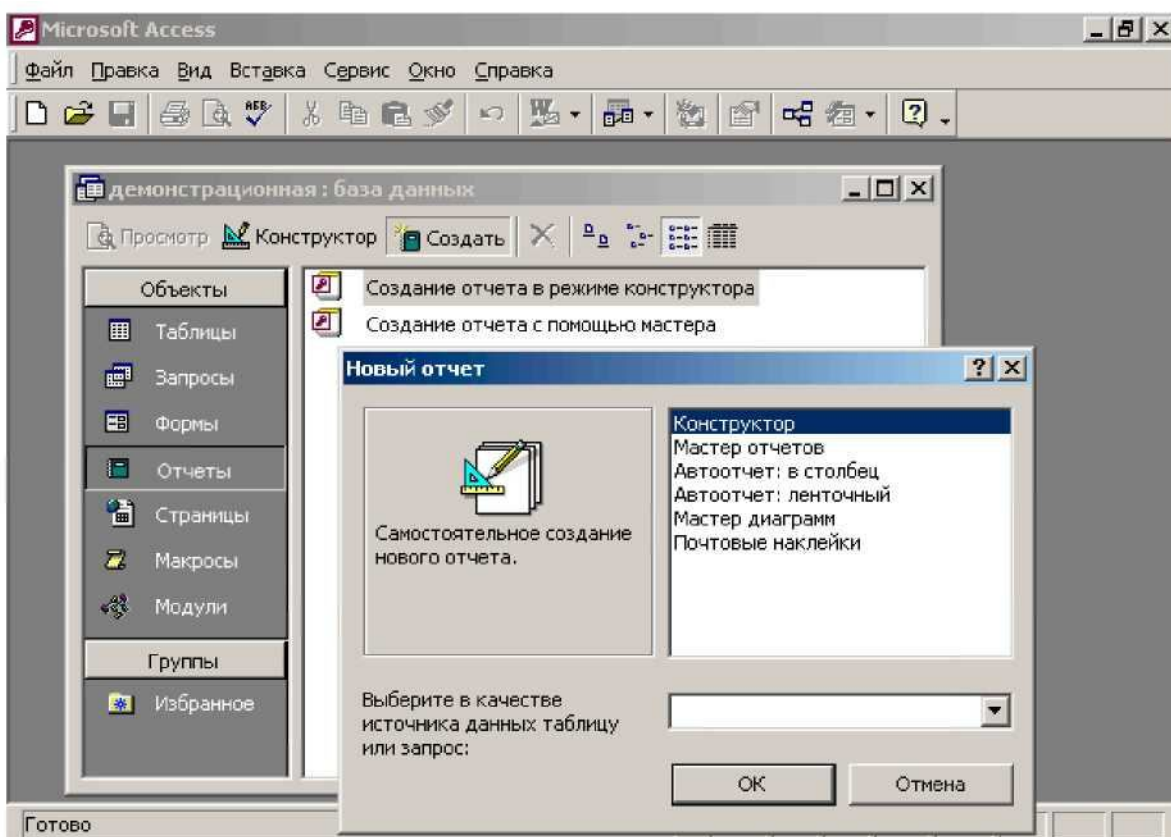 Microsoft Access
Файл Правка Вид Вставка Сервис Окно Справка
демонстрационная : база данных
Просмотр Конструктор Создать
Объекты
Таблицы
Запросы
Формы
Отчеты
Страницы
Макросы
Модули
Группы
Избранное
Создание отчета в режиме конструктора
Создание отчета с помощью мастера
Новый отчет
Самостоятельное создание
нового отчета.
Конструктор
Мастер отчетов
Автоотчет: в столбец
Автоотчет: ленточный
Мастер диаграмм
Почтовые наклейки
Выберите в качестве
источника данных таблицу
или запрос:
ОК
Отмена
Готово